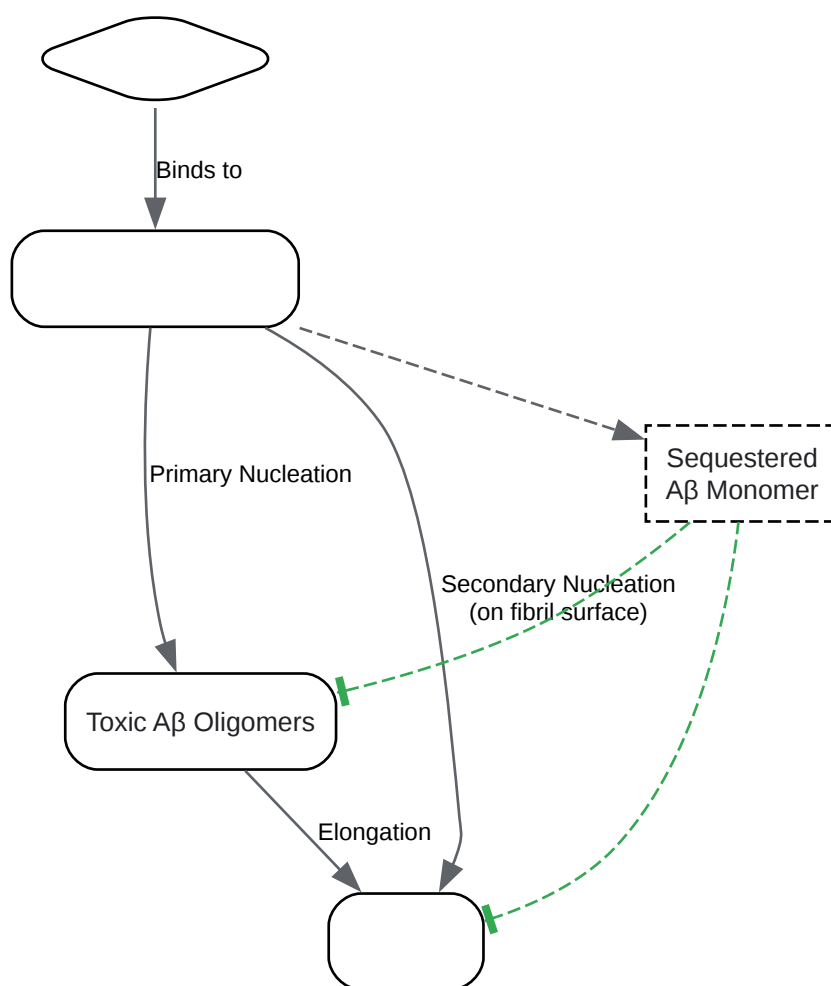 Binds to
Sequestered
Aβ Monomer
Primary Nucleation
Secondary Nucleation
(on fibril surface)
Toxic Aβ Oligomers
Elongation